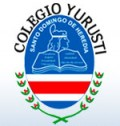 COLEGIO YURUSTI
SANTO DOMINGO DE HEREDIA